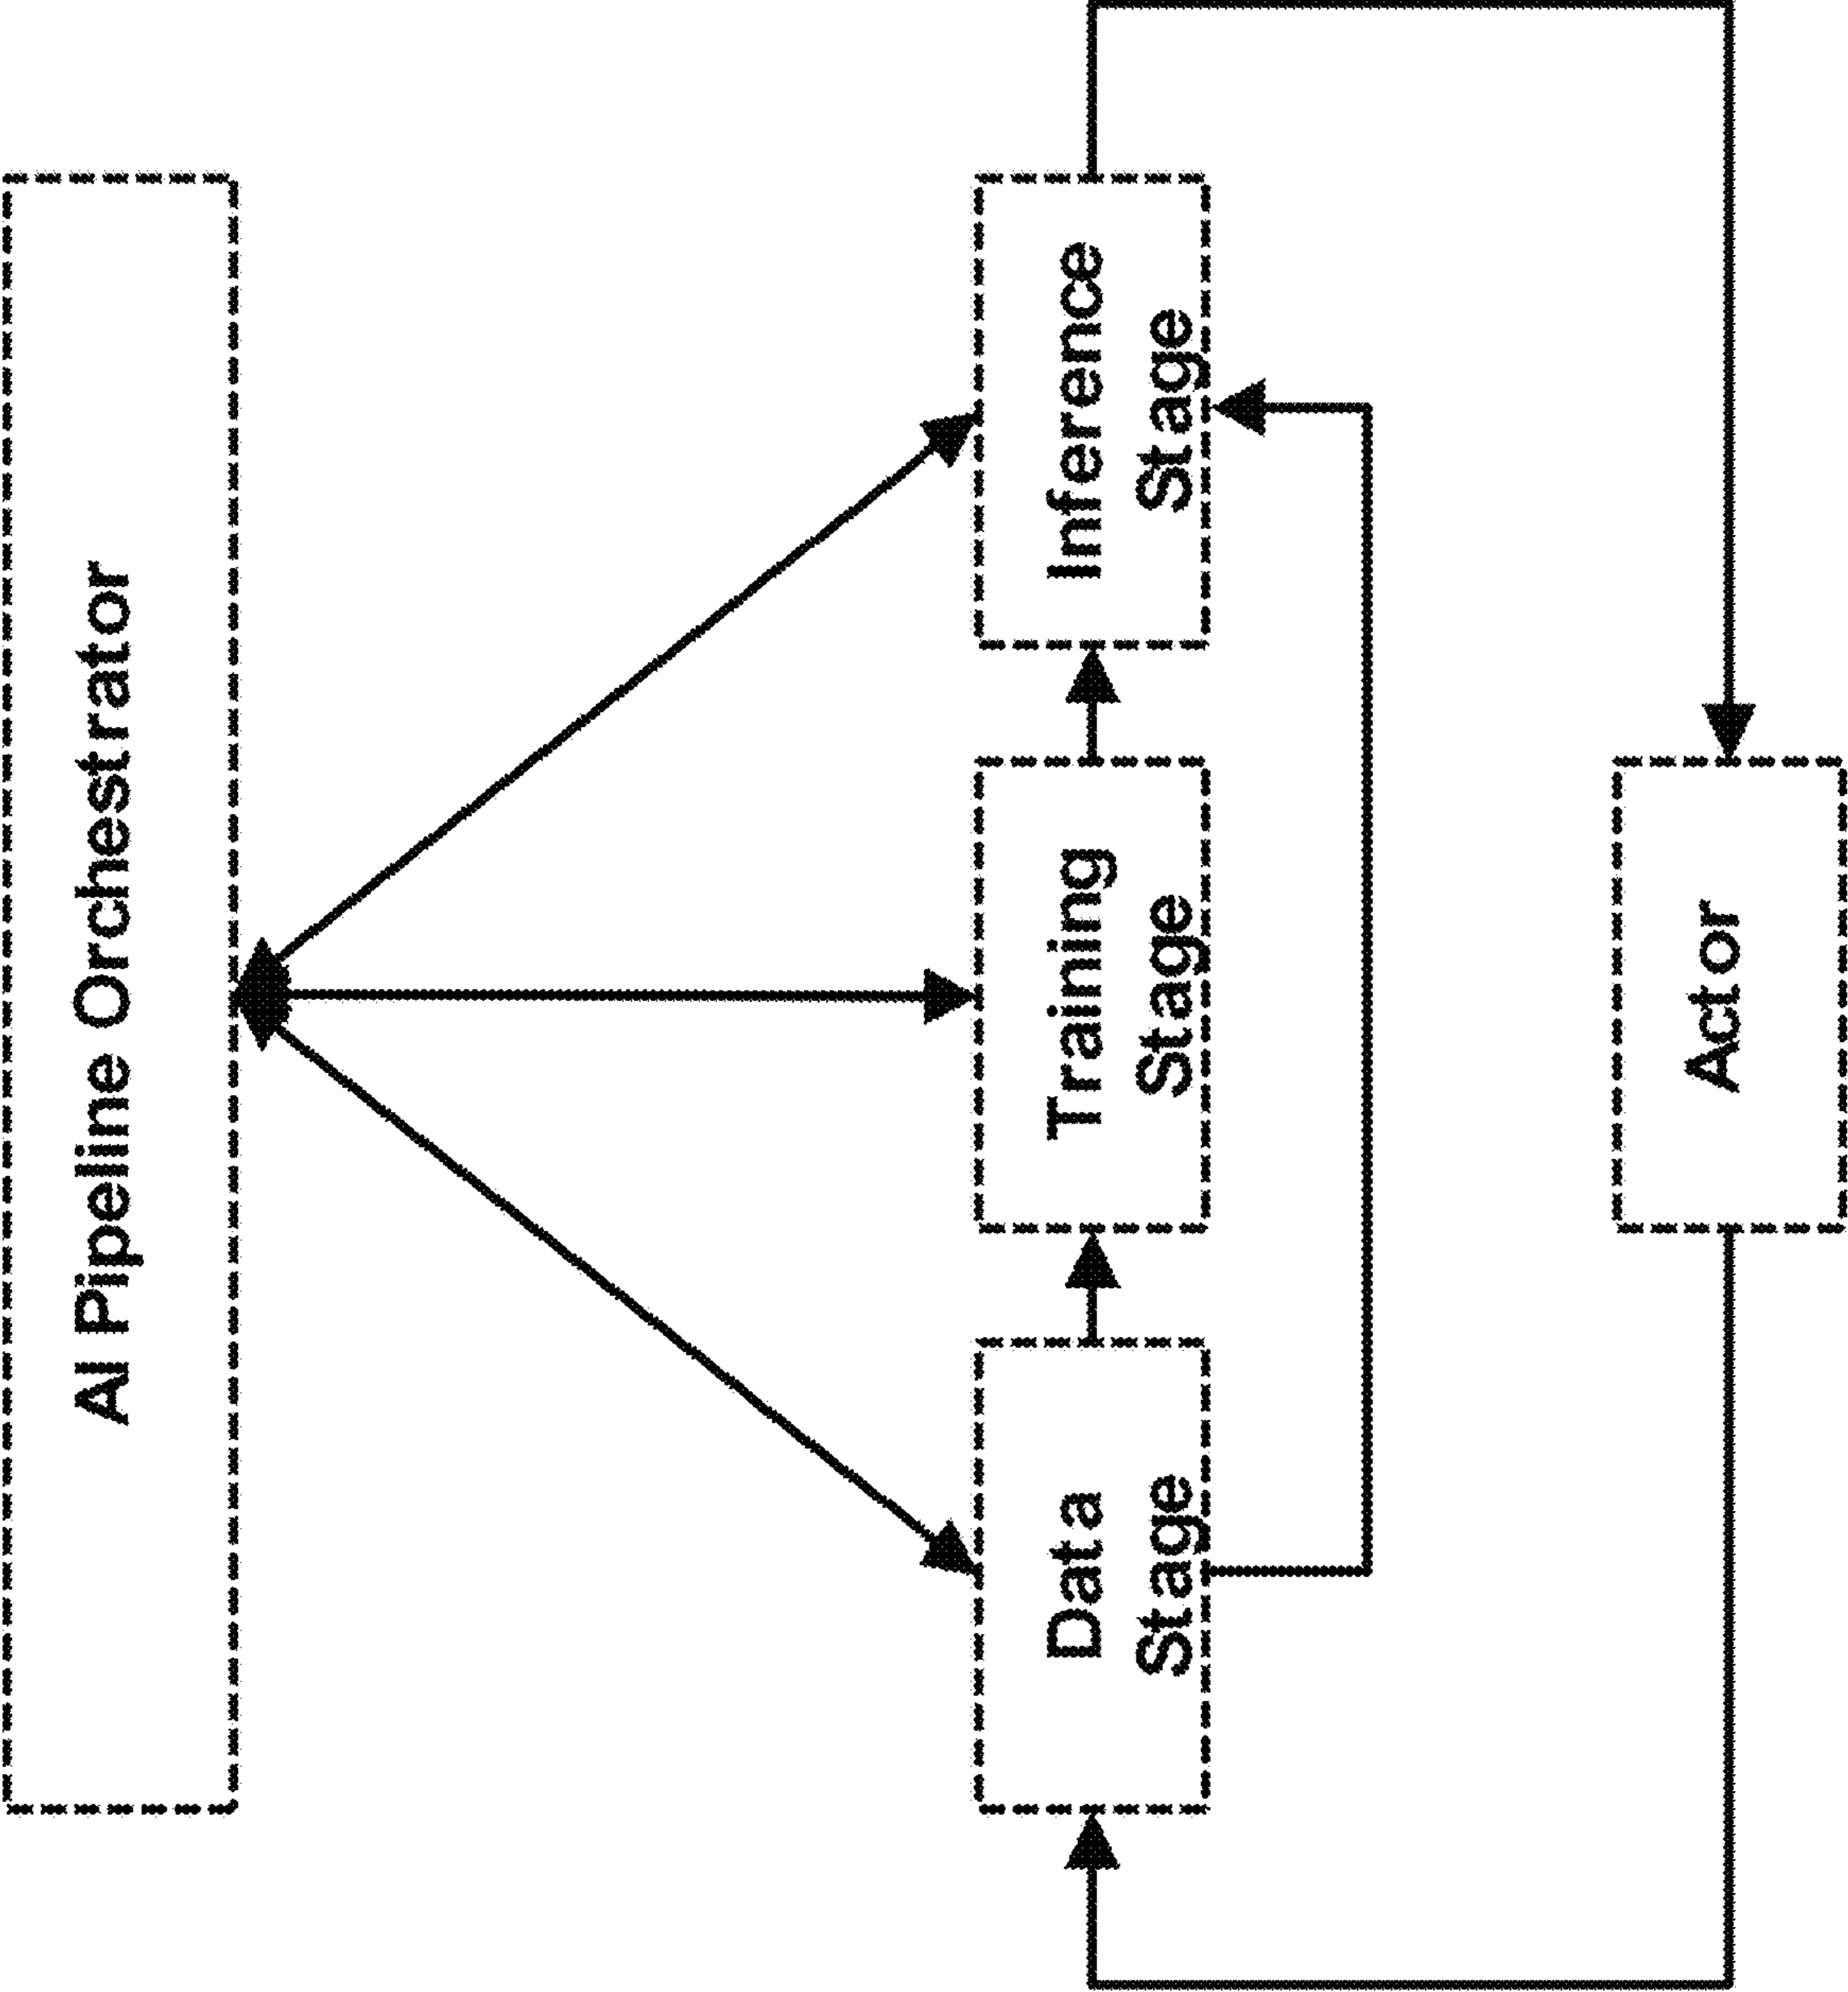 AI Pipeline Orchestrator
Data
Stage
Training
Stage
Inference
Stage
Actor